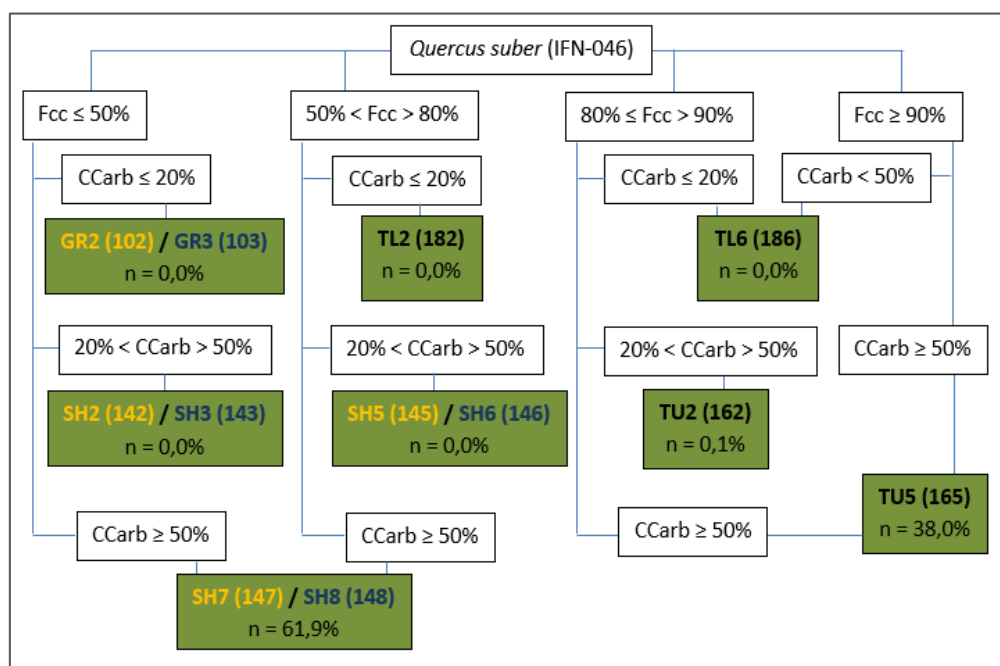 Quercus suber (IFN-046)
Fcc ≤ 50%
50% < Fcc > 80%
80% ≤ Fcc > 90%
Fcc ≥ 90%
CCarb ≤ 20%
CCarb ≤ 20%
CCarb ≤ 20%
CCarb < 50%
GR2 (102) / GR3 (103)
n = 0,0%
TL2 (182)
n = 0,0%
TL6 (186)
n = 0,0%
20% < CCarb > 50%
20% < CCarb > 50%
20% < CCarb > 50%
CCarb ≥ 50%
SH2 (142) / SH3 (143)
n = 0,0%
SH5 (145) / SH6 (146)
n = 0,0%
TU2 (162)
n = 0,1%
TU5 (165)
n = 38,0%
CCarb ≥ 50%
CCarb ≥ 50%
CCarb ≥ 50%
SH7 (147) / SH8 (148)
n = 61,9%